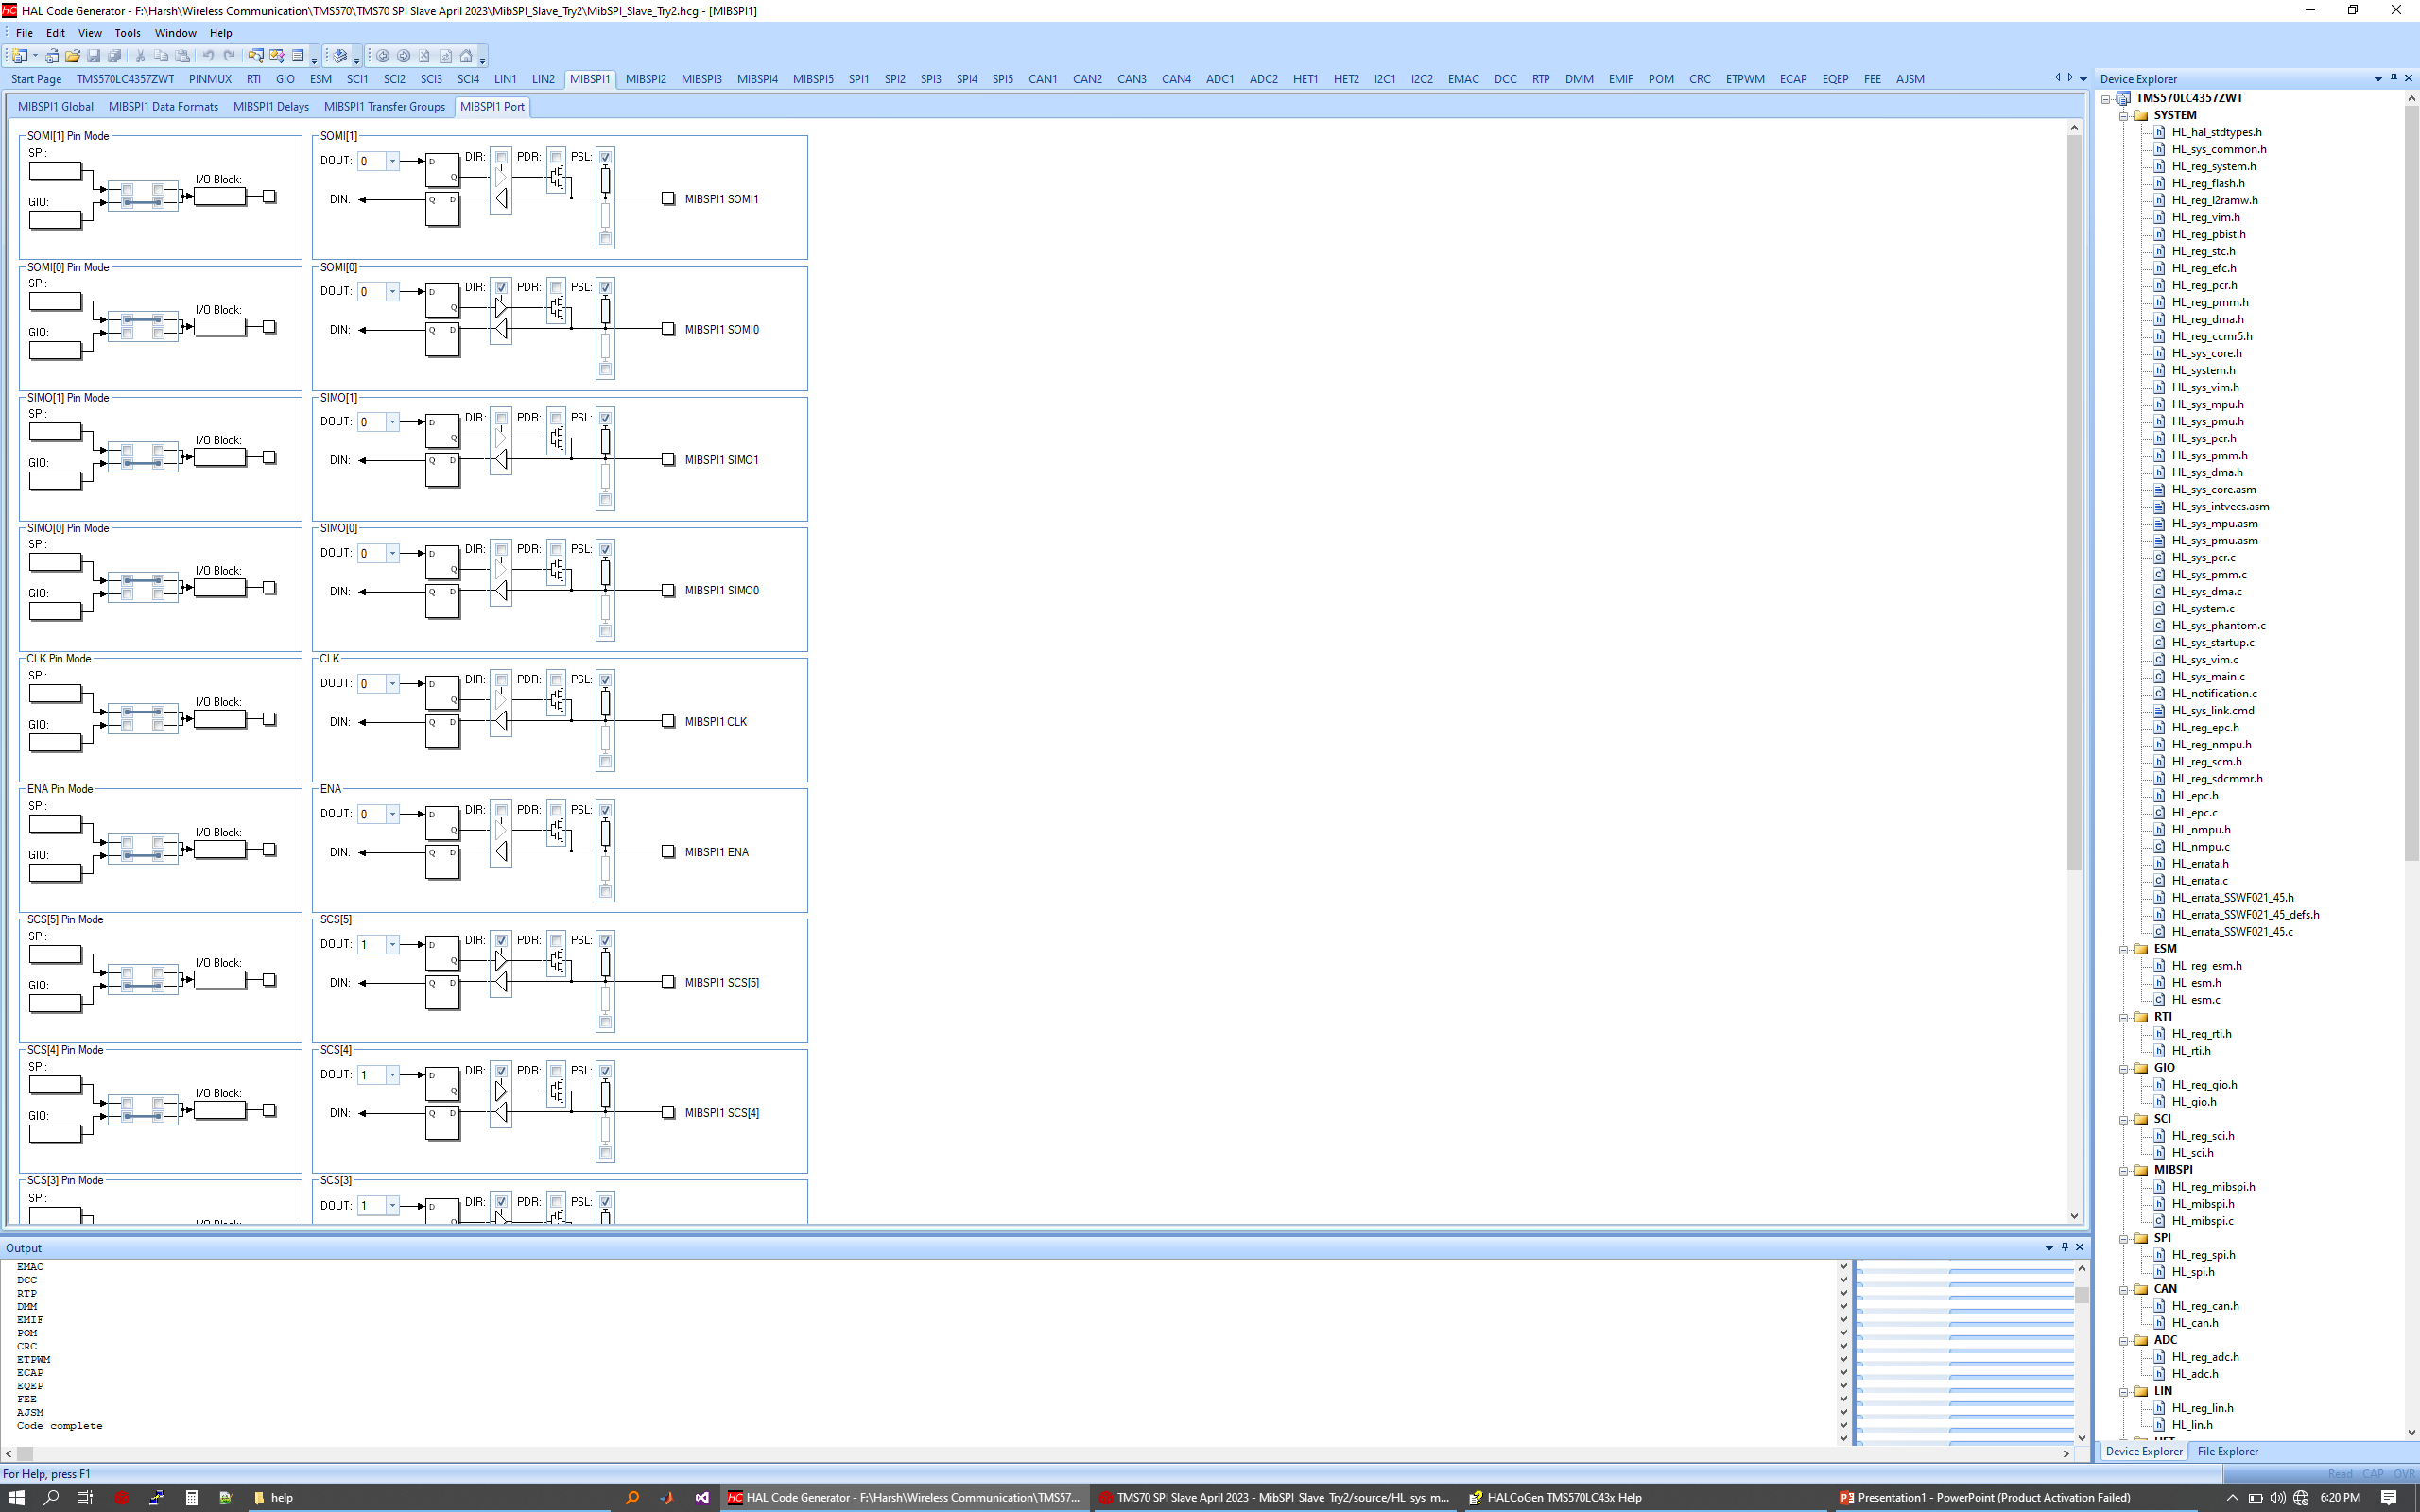 HAL Code Generator - F:\Harsh\Wireless Communication\TMS570\TMS70 SPI Slave April 2023\MibSPI_Slave_Try2\MibSPI_Slave_Try2.hcg - [MIBSPI1]
File Edit View Tools Window Help
Start Page TMS570LC4357ZWT PINMUX RTI GIO ESM SCI1 SCI2 SCI3 SCI4 LIN1 LIN2 MIBSPI1 MIBSPI2 MIBSPI3 MIBSPI4 MIBSPI5 SPI1 SPI2 SPI3 SPI4 SPI5 CAN1 CAN2 CAN3 CAN4 ADC1 ADC2 HET1 HET2 I2C1 I2C2 EMAC DCC RTP DMM EMIF POM CRC ETPWM ECAP EQEP FEE AJSM
MIBSPI1 Global MIBSPI1 Data Formats MIBSPI1 Delays MIBSPI1 Transfer Groups MIBSPI1 Port
SOMI[1] Pin Mode SOMI[1]
SPI: DOUT: 0 D Q DIR: PDR: PSL:
I/O Block:
GIO: DIN: Q D MIBSPI1 SOMI1
SOMI[0] Pin Mode SOMI[0]
SPI: DOUT: 0 D Q DIR: PDR: PSL:
I/O Block:
GIO: DIN: Q D MIBSPI1 SOMI0
SIMO[1] Pin Mode SIMO[1]
SPI: DOUT: 0 D Q DIR: PDR: PSL:
I/O Block:
GIO: DIN: Q D MIBSPI1 SIMO1
SIMO[0] Pin Mode SIMO[0]
SPI: DOUT: 0 D Q DIR: PDR: PSL:
I/O Block:
GIO: DIN: Q D MIBSPI1 SIMO0
CLK Pin Mode CLK
SPI: DOUT: 0 D Q DIR: PDR: PSL:
I/O Block:
GIO: DIN: Q D MIBSPI1 CLK
ENA Pin Mode ENA
SPI: DOUT: 0 D Q DIR: PDR: PSL:
I/O Block:
GIO: DIN: Q D MIBSPI1 ENA
SCS[5] Pin Mode SCS[5]
SPI: DOUT: 1 D Q DIR: PDR: PSL:
I/O Block:
GIO: DIN: Q D MIBSPI1 SCS[5]
SCS[4] Pin Mode SCS[4]
SPI: DOUT: 1 D Q DIR: PDR: PSL:
I/O Block:
GIO: DIN: Q D MIBSPI1 SCS[4]
SCS[3] Pin Mode SCS[3]
SPI: DOUT: 1 D DIR: PDR: PSL:
Output
EMAC
DCC
RTP
DMM
EMIF
POM
CRC
ETPWM
ECAP
EQEP
FEE
AJSM
Code complete
Device Explorer
TMS570LC4357ZWT
SYSTEM
HL_hal_stdtypes.h
HL_sys_common.h
HL_reg_system.h
HL_reg_flash.h
HL_reg_l2ramw.h
HL_reg_vim.h
HL_reg_pbist.h
HL_reg_stc.h
HL_reg_efc.h
HL_reg_pcr.h
HL_reg_pmm.h
HL_reg_dma.h
HL_reg_ccmr5.h
HL_sys_core.h
HL_system.h
HL_sys_vim.h
HL_sys_mpu.h
HL_sys_pmu.h
HL_sys_pcr.h
HL_sys_pmm.h
HL_sys_dma.h
HL_sys_core.asm
HL_sys_intvecs.asm
HL_sys_mpu.asm
HL_sys_pmu.asm
HL_sys_pcr.c
HL_sys_pmm.c
HL_sys_dma.c
HL_system.c
HL_sys_phantom.c
HL_sys_startup.c
HL_sys_vim.c
HL_sys_main.c
HL_notification.c
HL_sys_link.cmd
HL_reg_epc.h
HL_reg_nmpu.h
HL_reg_scm.h
HL_reg_sdcmmr.h
HL_epc.h
HL_epc.c
HL_nmpu.h
HL_nmpu.c
HL_errata.h
HL_errata.c
HL_errata_SSWF021_45.h
HL_errata_SSWF021_45_defs.h
HL_errata_SSWF021_45.c
ESM
HL_reg_esm.h
HL_esm.h
HL_esm.c
RTI
HL_reg_rti.h
HL_rti.h
GIO
HL_reg_gio.h
HL_gio.h
SCI
HL_reg_sci.h
HL_sci.h
MIBSPI
HL_reg_mibspi.h
HL_mibspi.h
HL_mibspi.c
SPI
HL_reg_spi.h
HL_spi.h
CAN
HL_reg_can.h
HL_can.h
ADC
HL_reg_adc.h
HL_adc.h
LIN
HL_reg_lin.h
HL_lin.h
Device Explorer File Explorer
For Help, press F1 Read CAP OVR
help HAL Code Generator - F:\Harsh\Wireless Communication\TMS57... TMS70 SPI Slave April 2023 - MibSPI_Slave_Try2/source/HL_sys_m... HALCoGen TMS570LC43x Help Presentation1 - PowerPoint (Product Activation Failed) 6:20 PM